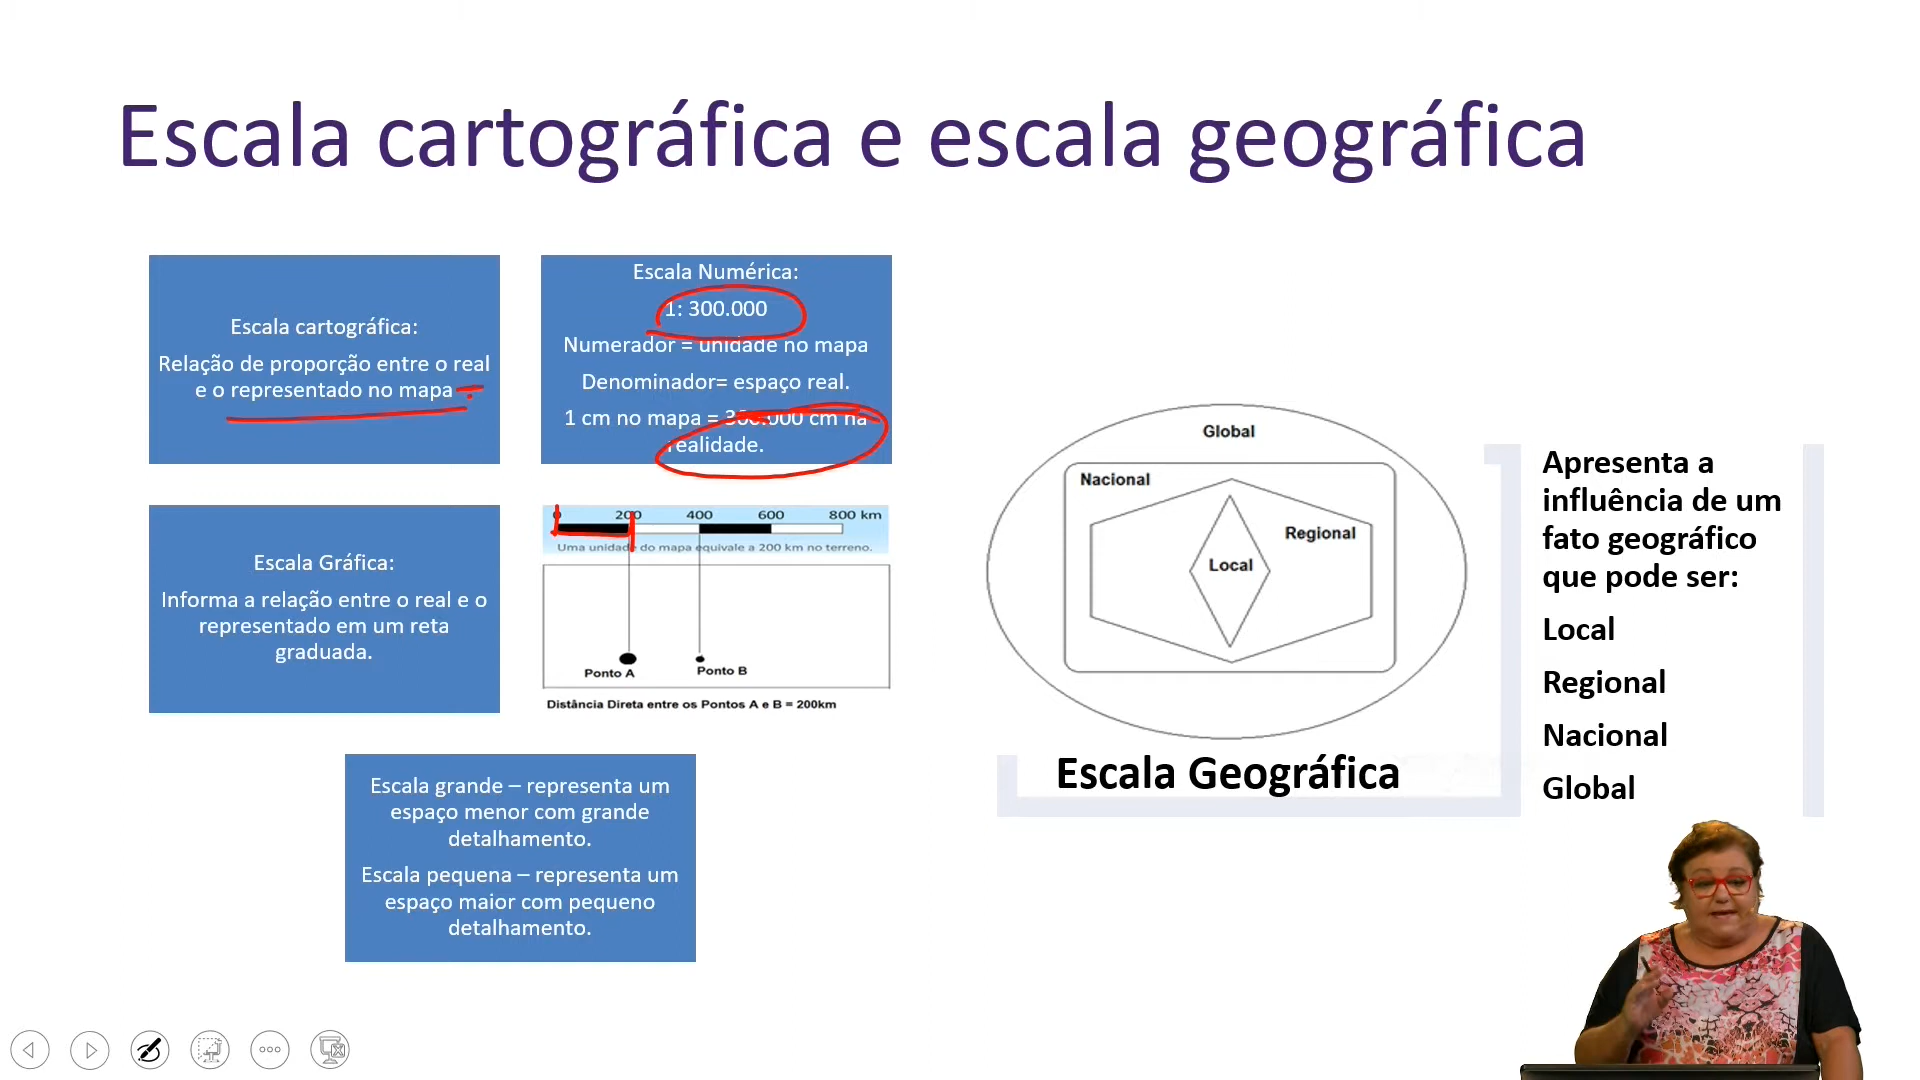 Escala cartográfica e escala geográfica
Escala cartográfica:
Relação de proporção entre o real
e o representado no mapa
Escala Numérica:
1: 300.000
Numerador = unidade no mapa
Denominador= espaço real.
1 cm no mapa = 300.000 cm na
realidade.
Escala Gráfica:
Informa a relação entre o real e o
representado em um reta
graduada.
0 200 400 600 800 km
Uma unidade do mapa equivale a 200 km no terreno.
Ponto A
Ponto B
Distância Direta entre os Pontos A e B = 200km
Escala grande – representa um
espaço menor com grande
detalhamento.
Escala pequena – representa um
espaço maior com pequeno
detalhamento.
Global
Nacional
Regional
Local
Escala Geográfica
Apresenta a
influência de um
fato geográfico
que pode ser:
Local
Regional
Nacional
Global